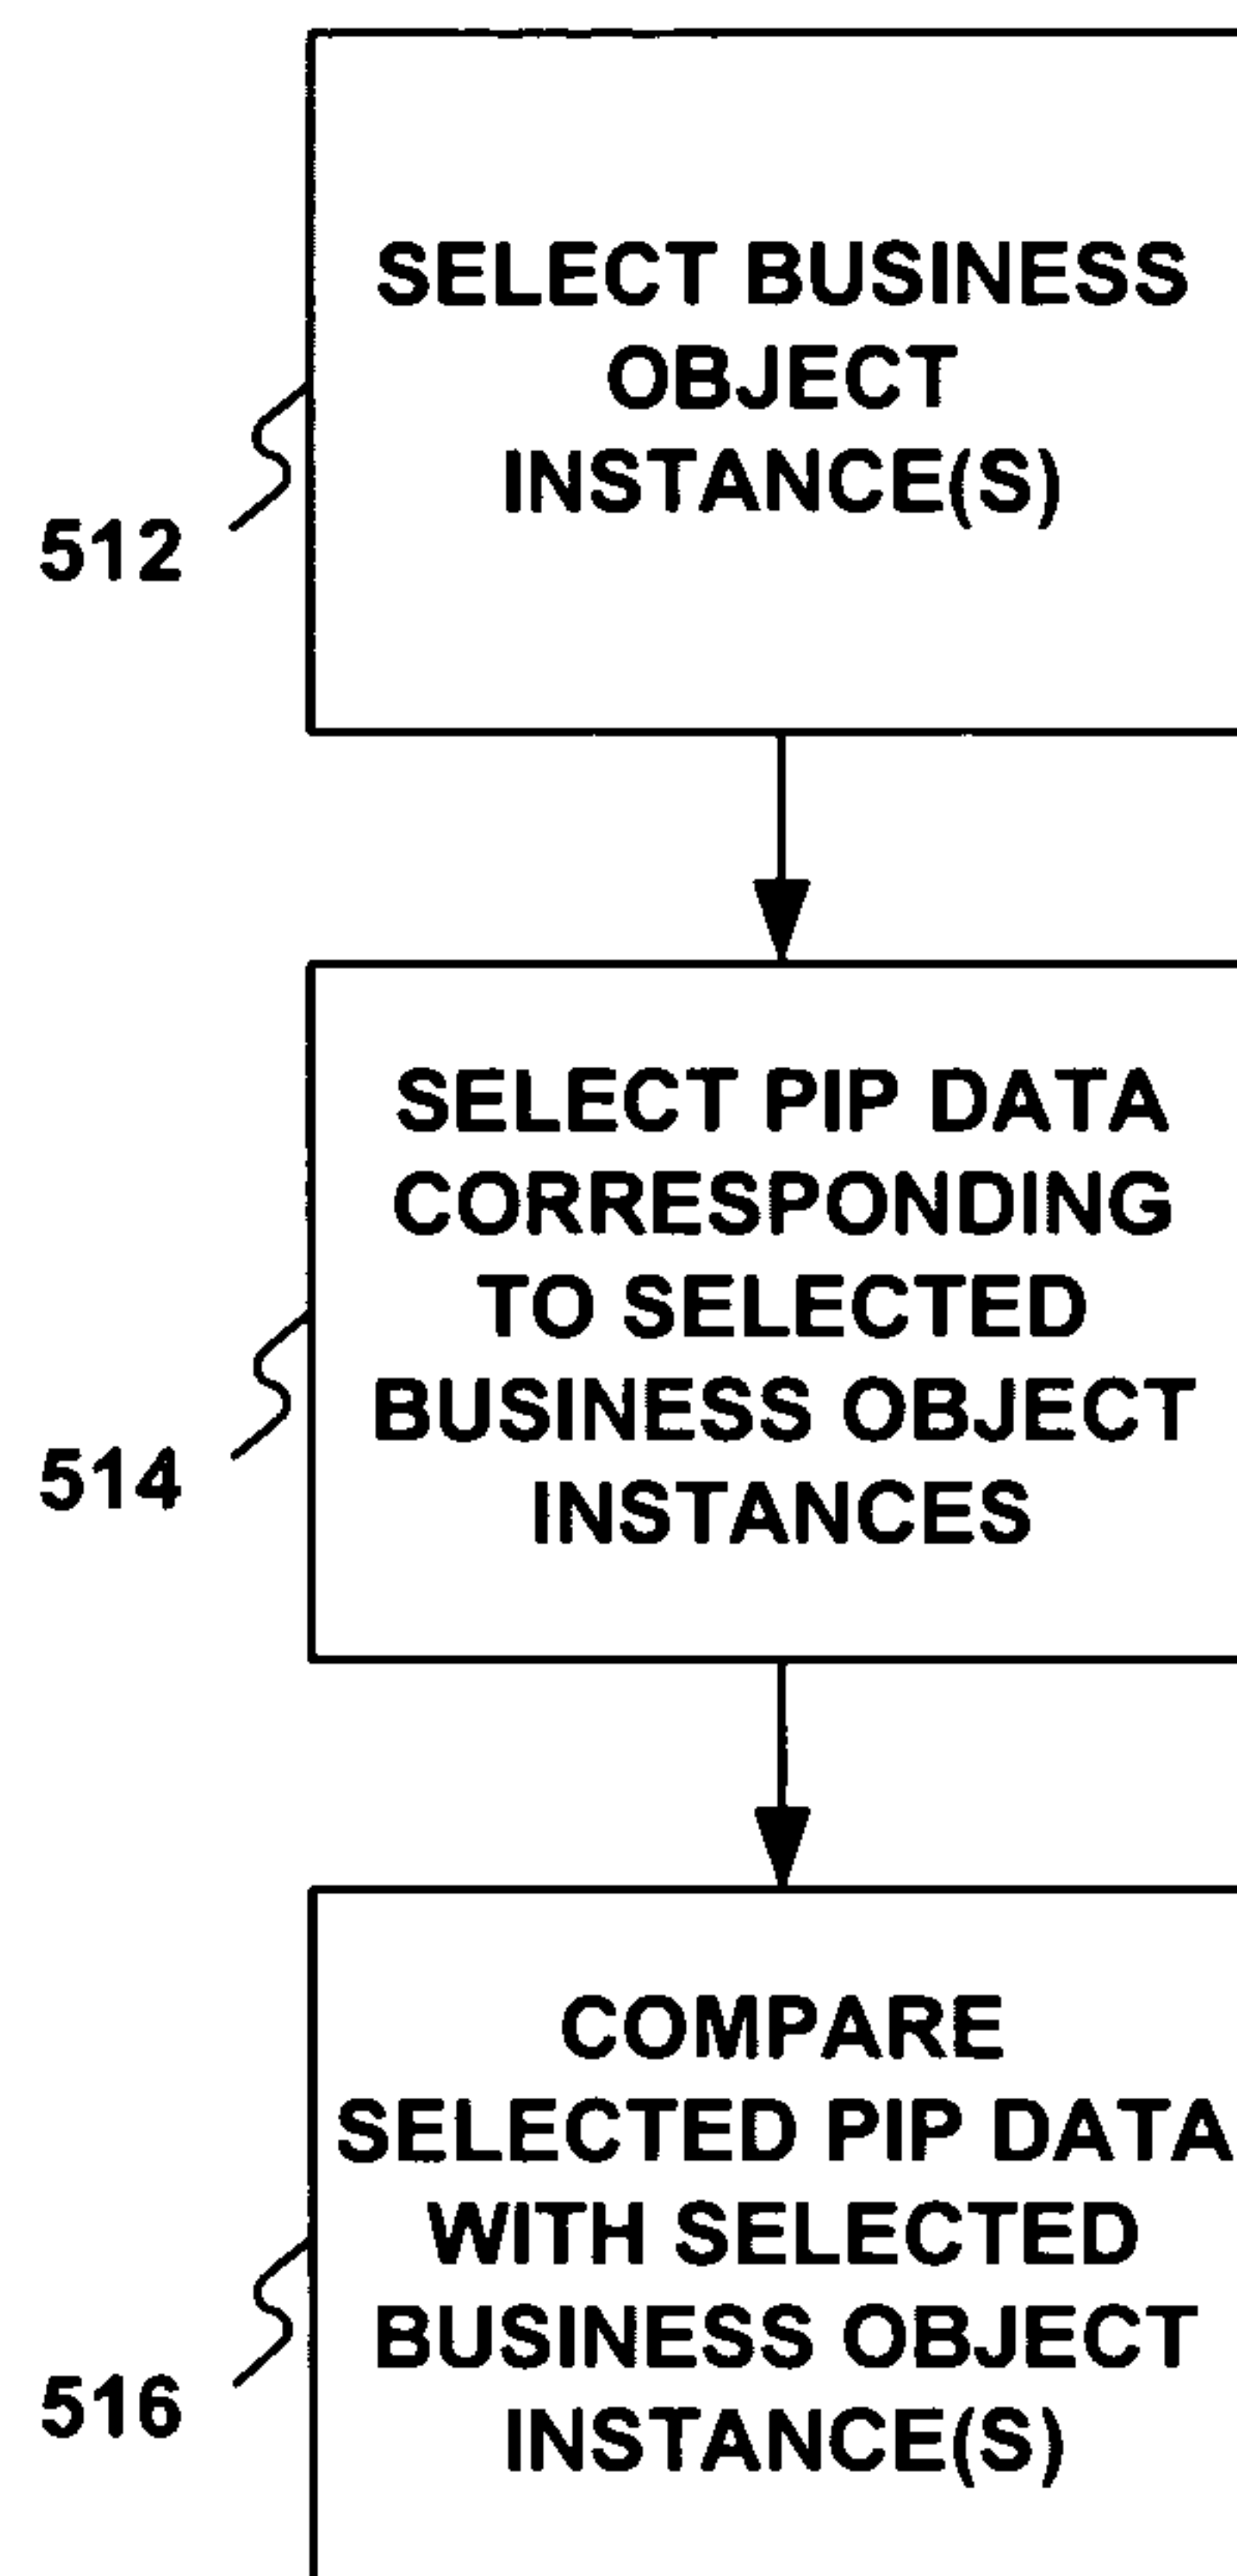 SELECT BUSINESS
OBJECT
INSTANCE(S)
512
SELECT PIP DATA
CORRESPONDING
TO SELECTED
BUSINESS OBJECT
INSTANCES
514
COMPARE
SELECTED PIP DATA
WITH SELECTED
BUSINESS OBJECT
INSTANCE(S)
516